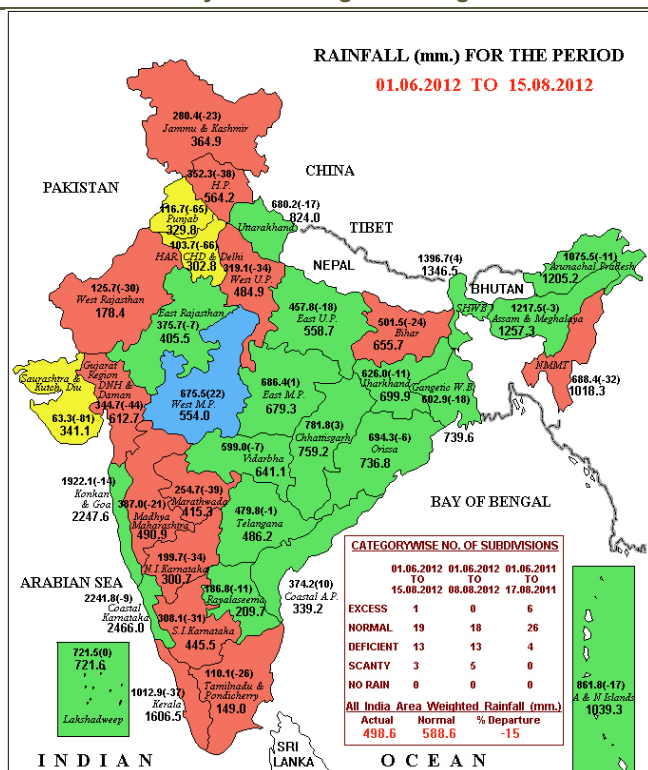 RAINFALL (mm.) FOR THE PERIOD
01.06.2012 TO 15.08.2012
280.4(-23)
Jammu & Kashmir
364.9
352.3(-38)
H.P.
564.2
CHINA
PAKISTAN
116.7(-65)
Punjab
329.8
680.2(-17)
824.0
Uttarakhand
TIBET
103.7(-66)
HAR CHD & Delhi
302.8
319.1(-34)
West U.P.
484.9
NEPAL
1396.7(4)
1346.5
BHUTAN
SHWB
1075.5(-11)
Arunachal Pradesh
1205.2
1217.5(-3)
Assam & Meghalaya
1257.3
125.7(-30)
West Rajasthan
178.4
East Rajasthan
375.7(-7)
405.5
457.8(-18)
East U.P.
558.7
501.5(-24)
Bihar
655.7
NMMT
688.4(-32)
1018.3
Saurashtra &
Kutch, Diu
63.3(-81)
341.1
Gujarat
Region
DNH &
Daman
344.7(-44)
612.7
675.5(22)
West M.P.
554.0
686.4(1)
East M.P.
679.3
626.0(-11)
Jharkhand
699.9
Gangetic W.B.
602.9(-18)
739.6
781.8(3)
Chhattisgarh
759.2
694.3(-6)
Orissa
736.8
599.0(-7)
Vidarbha
641.1
1922.1(-14)
Konkan
& Goa
2247.6
387.0(-21)
Madhya
Maharashtra
490.9
254.7(-39)
Marathwada
415.3
479.8(-1)
Telangana
486.2
BAY OF BENGAL
199.7(-34)
N.I.Karnataka
300.7
ARABIAN SEA
2241.8(-9)
Coastal
Karnataka
2466.0
186.8(-11)
Rayalaseema
209.7
374.2(10)
Coastal A.P.
339.2
308.1(-31)
S.I.Karnataka
445.5
721.5(0)
721.6
Lakshadweep
1012.9(-37)
Kerala
1606.5
110.1(-26)
Tamilnadu &
Pondicherry
149.0
CATEGORYWISE NO. OF SUBDIVISIONS
01.06.2012 01.06.2012 01.06.2011
TO TO TO
15.08.2012 08.08.2012 17.08.2011
EXCESS 1 0 6
NORMAL 19 18 26
DEFICIENT 13 13 4
SCANTY 3 5 0
NO RAIN 0 0 0
All India Area Weighted Rainfall (mm.)
Actual Normal % Departure
498.6 588.6 -15
861.8(-17)
A & N Islands
1039.3
SRI
LANKA
INDIAN OCEAN